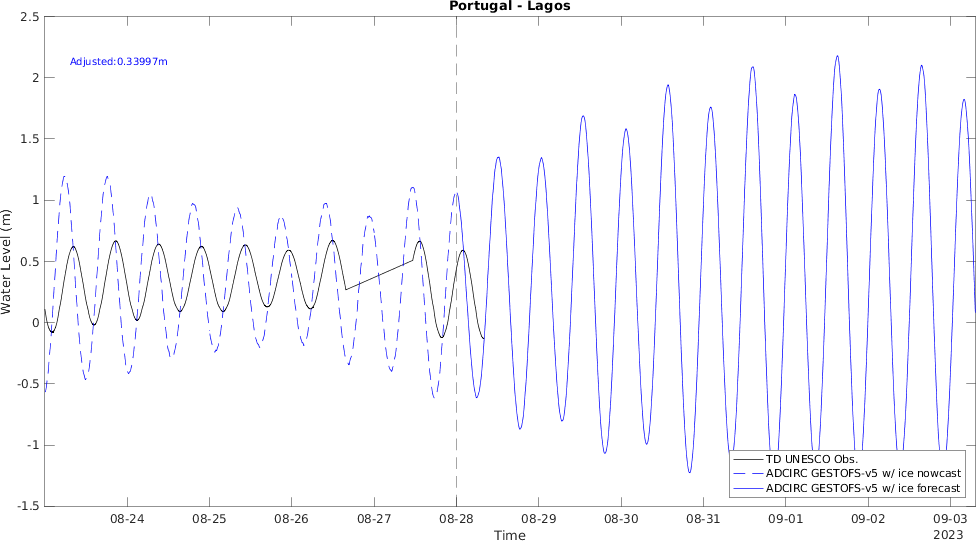 Portugal - Lagos
2.5
Adjusted:0.33997m
2
1.5
1
0.5
0
-0.5
-1
-1.5
Water Level (m)
TD UNESCO Obs.
ADCIRC GESTOFS-v5 w/ ice nowcast
ADCIRC GESTOFS-v5 w/ ice forecast
08-24 08-25 08-26 08-27 08-28 08-29 08-30 08-31 09-01 09-02 09-03
Time 2023